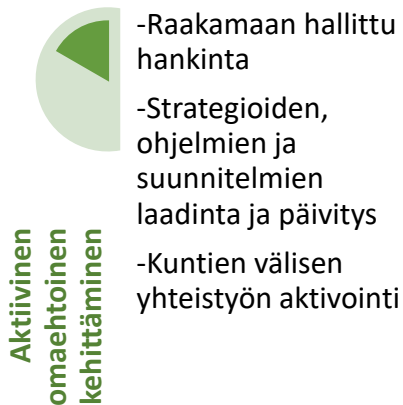 -Raakamaan hallittu
hankinta
-Strategioiden,
ohjelmien ja
suunnitelmien
laadinta ja päivitys
-Kuntien välisen
yhteistyön aktivointi
Aktiivinen
omaehtoinen
kehittäminen